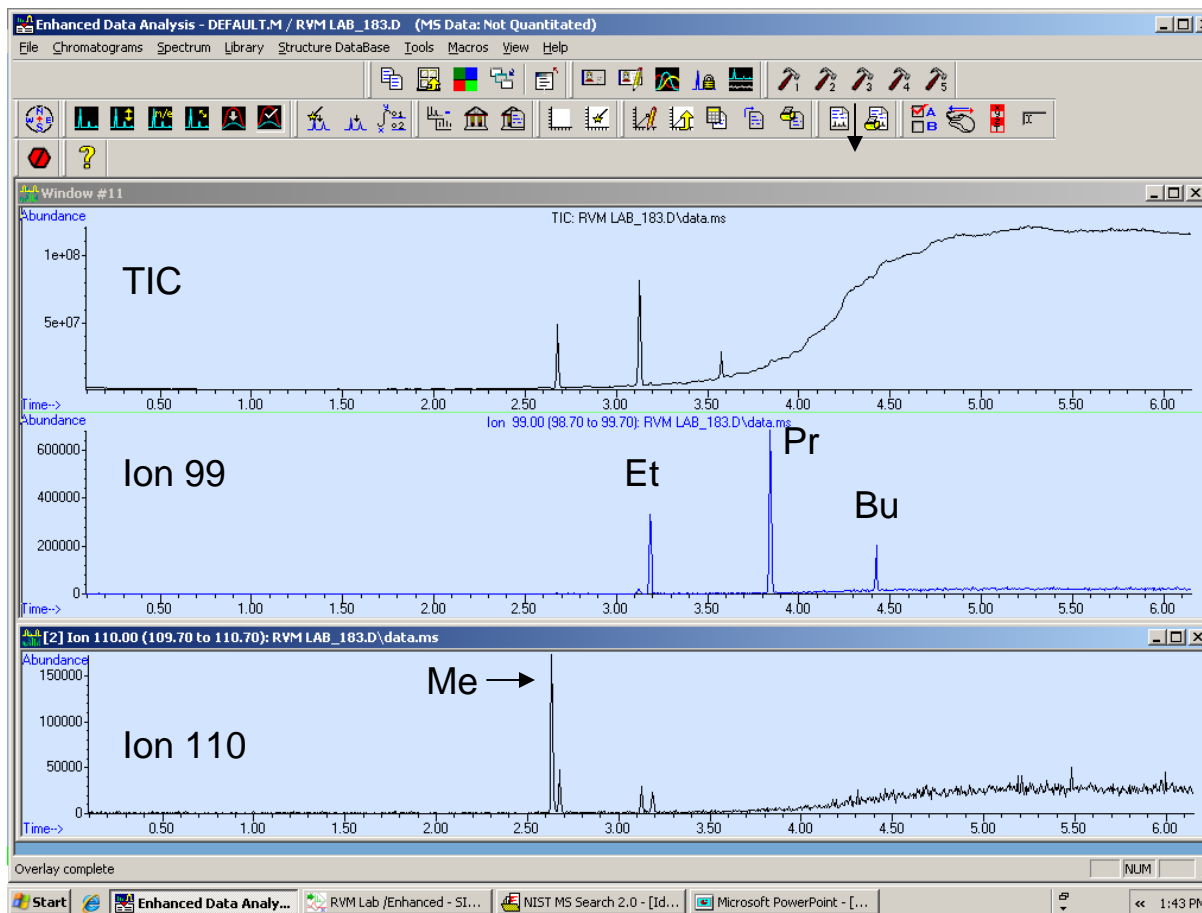 Enhanced Data Analysis - DEFAULT.M / RVM LAB_183.D (MS Data: Not Quantitated)
File Chromatograms Spectrum Library Structure DataBase Tools Macros View Help
Window #11
Abundance
TIC: RVM LAB_183.D\data.ms
1e+08
TIC
5e+07
Time--> 0.50 1.00 1.50 2.00 2.50 3.00 3.50 4.00 4.50 5.00 5.50 6.00
Abundance
Ion 99.00 (98.70 to 99.70): RVM LAB_183.D\data.ms
Pr
600000
Ion 99
Et
400000
Bu
200000
0
Time--> 0.50 1.00 1.50 2.00 2.50 3.00 3.50 4.00 4.50 5.00 5.50 6.00
[2] Ion 110.00 (109.70 to 110.70): RVM LAB_183.D\data.ms
Abundance
150000
Me
100000
Ion 110
50000
0
Time--> 0.50 1.00 1.50 2.00 2.50 3.00 3.50 4.00 4.50 5.00 5.50 6.00
Overlay complete
NUM
Start Enhanced Data Analy... RVM Lab /Enhanced - SI... NIST MS Search 2.0 - [Id... Microsoft PowerPoint - [... « 1:43 PM